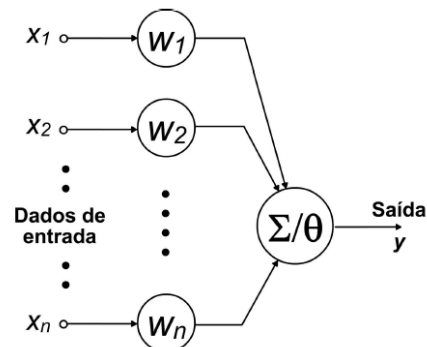 x1
w1
x2
w2
Dados de
entrada
Σ/θ
Saída
y
xn
wn